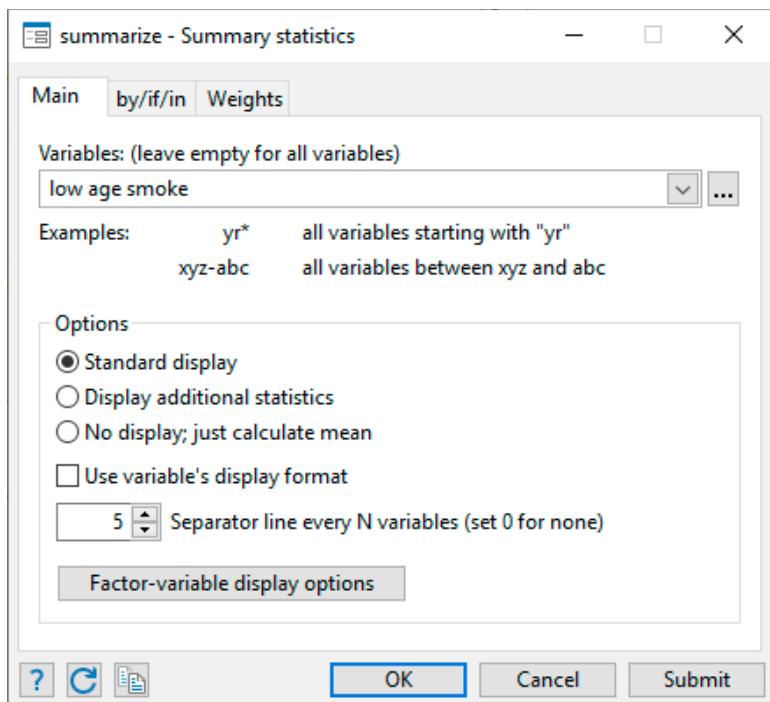 summarize - Summary statistics
Main by/if/in Weights
Variables: (leave empty for all variables)
low age smoke ...
Examples: yr* all variables starting with "yr"
xyz-abc all variables between xyz and abc
Options
Standard display
Display additional statistics
No display; just calculate mean
Use variable's display format
5 Separator line every N variables (set 0 for none)
Factor-variable display options
? OK Cancel Submit